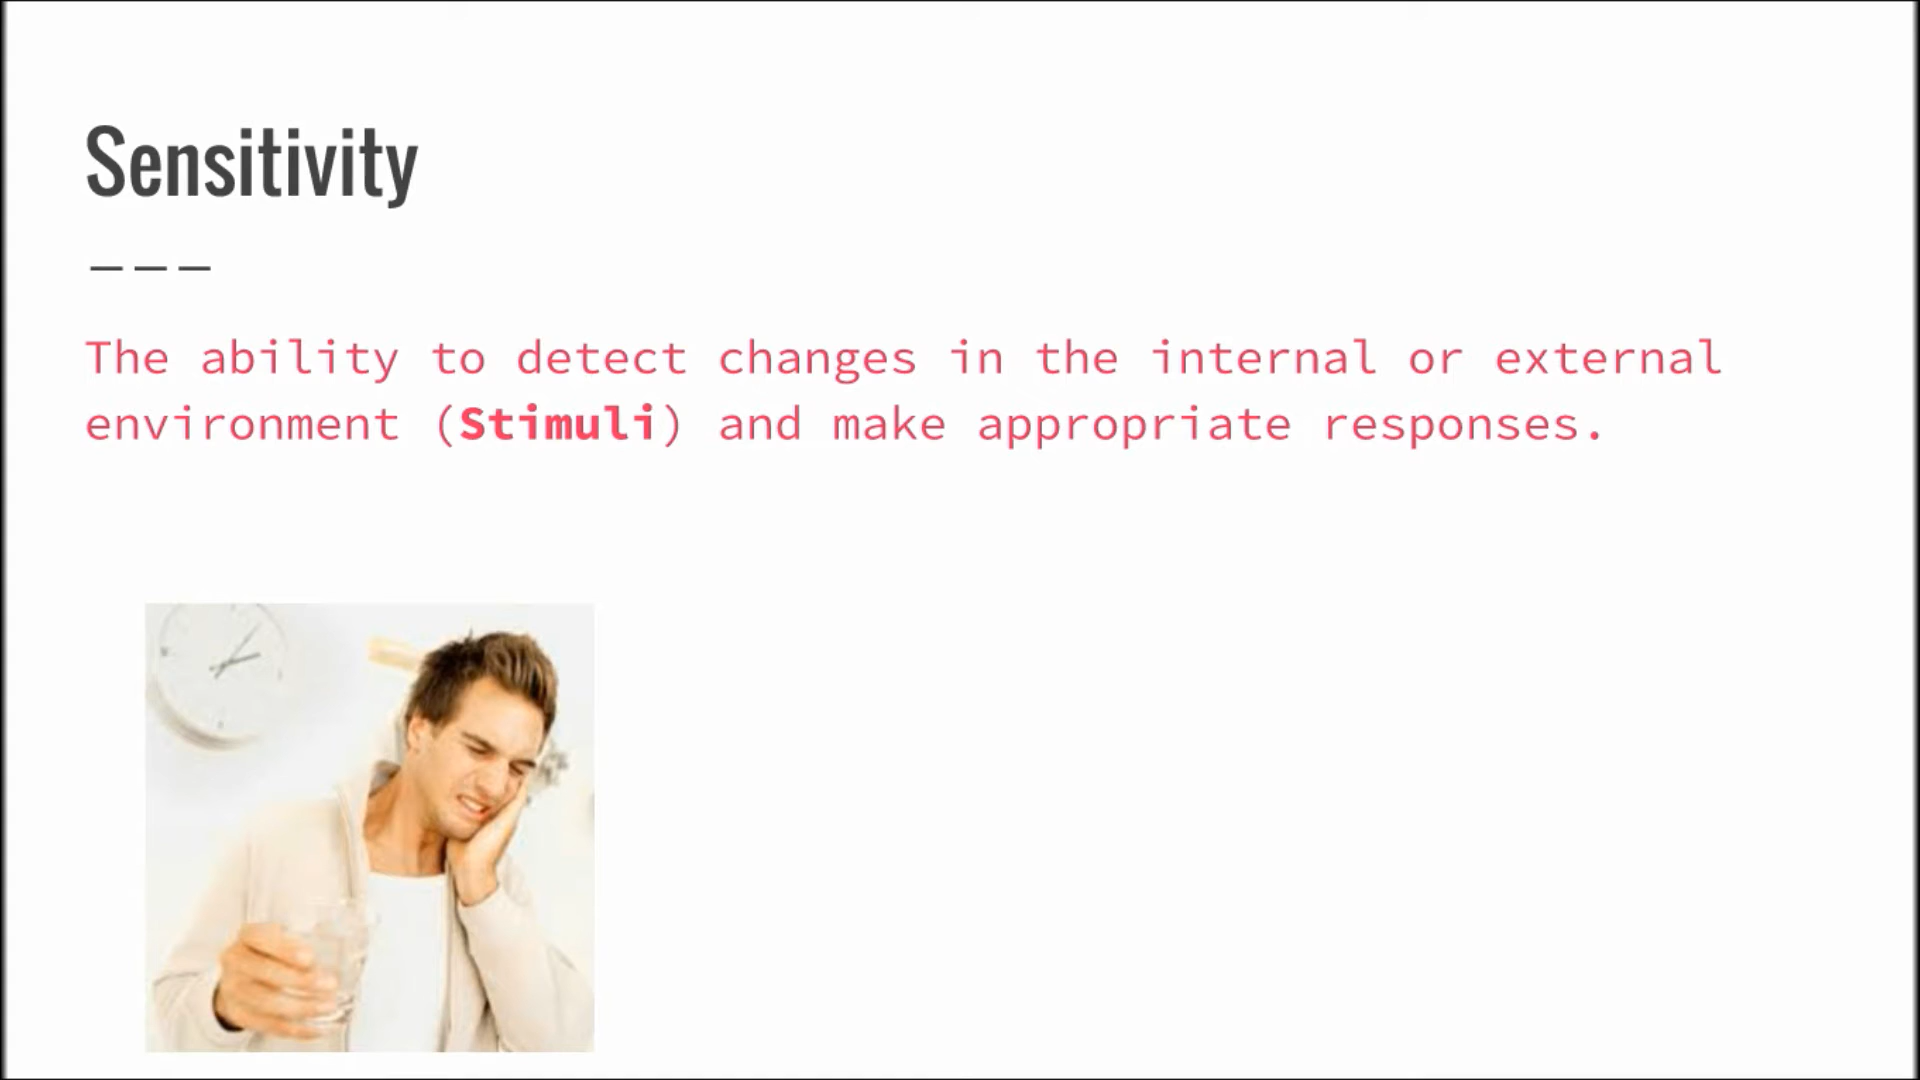 Sensitivity
The ability to detect changes in the internal or external
environment (Stimuli) and make appropriate responses.